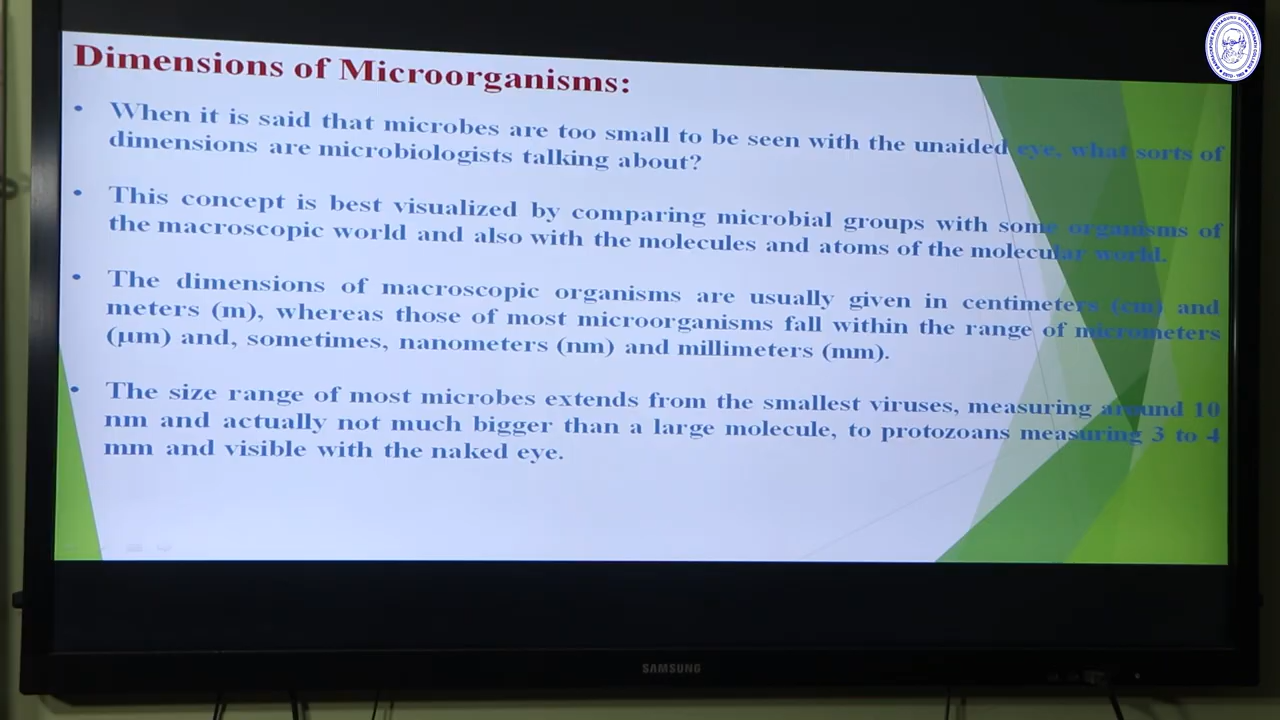 Dimensions of Microorganisms:
• When it is said that microbes are too small to be seen with the unaided eye, what sorts of
dimensions are microbiologists talking about?
• This concept is best visualized by comparing microbial groups with some organisms of
the macroscopic world and also with the molecules and atoms of the molecular world.
• The dimensions of macroscopic organisms are usually given in centimeters (cm) and
meters (m), whereas those of most microorganisms fall within the range of micrometers
(μm) and, sometimes, nanometers (nm) and millimeters (mm).
• The size range of most microbes extends from the smallest viruses, measuring around 10
nm and actually not much bigger than a large molecule, to protozoans measuring 3 to 4
mm and visible with the naked eye.
SAMSUNG